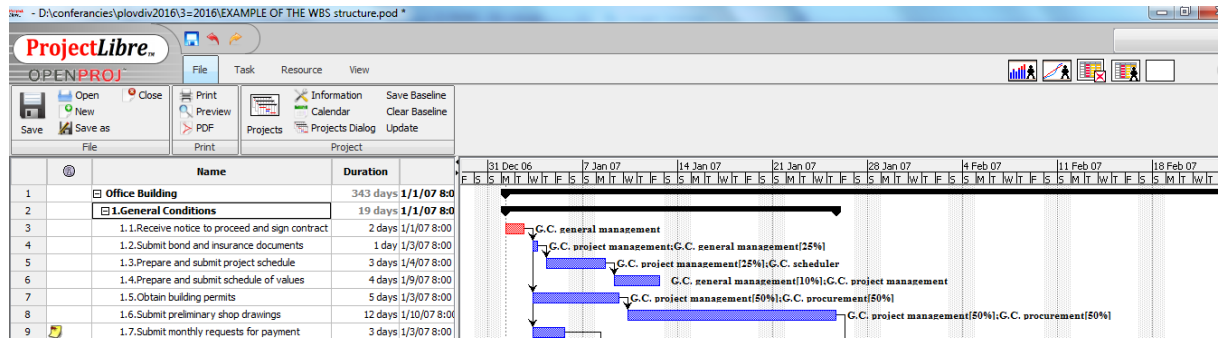 - D:\conferancies\plovdiv2016\3=2016\EXAMPLE OF THE WBS structure.pod *
ProjectLibre TM
OPENPROJ
File Task Resource View
Save
Open
New
Save as
Close
File
Print
Preview
PDF
Print
Projects
Information
Calendar
Projects Dialog
Save Baseline
Clear Baseline
Update
Project
Name Duration
31 Dec 06 7 Jan 07 14 Jan 07 21 Jan 07 28 Jan 07 4 Feb 07 11 Feb 07 18 Feb 07
F S S M T W T F S S M T W T F S S M T W T F S S M T W T F S S M T W T F S S M T W T F S S M T W T F S S M T W T
1 Office Building 343 days 1/1/07 8:0
2 1.General Conditions 19 days 1/1/07 8:0
3 1.1.Receive notice to proceed and sign contract 2 days 1/1/07 8:00 G.C. general management
4 1.2.Submit bond and insurance documents 1 day 1/3/07 8:00 G.C. project management;G.C. general management[25%]
5 1.3.Prepare and submit project schedule 3 days 1/4/07 8:00 G.C. project management[25%];G.C. scheduler
6 1.4.Prepare and submit schedule of values 4 days 1/9/07 8:00 G.C. general management[10%];G.C. project management
7 1.5.Obtain building permits 5 days 1/3/07 8:00 G.C. project management[50%];G.C. procurement[50%]
8 1.6.Submit preliminary shop drawings 12 days 1/10/07 8:00 G.C. project management[50%];G.C. procurement[50%]
9 1.7.Submit monthly requests for payment 3 days 1/3/07 8:00